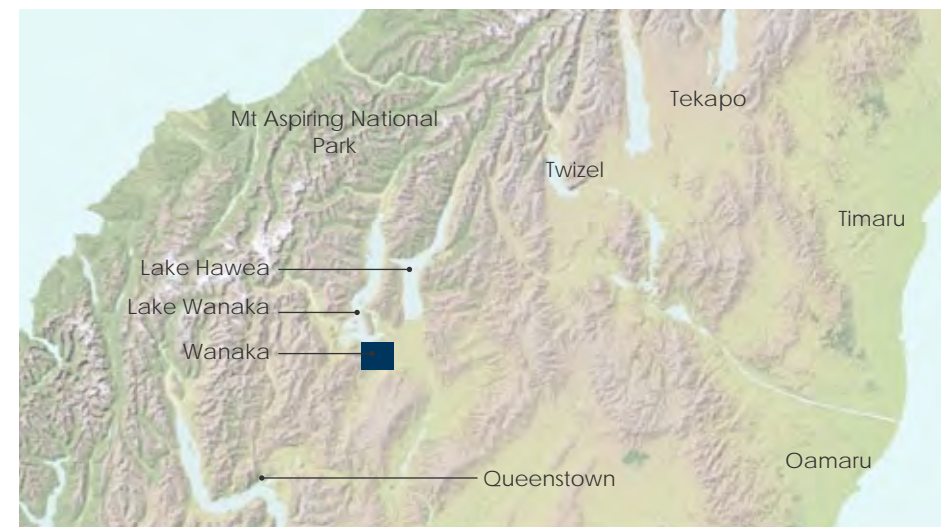 Tekapo
Mt Aspiring National
Park
Twizel
Timaru
Lake Hawea
Lake Wanaka
Wanaka
Oamaru
Queenstown